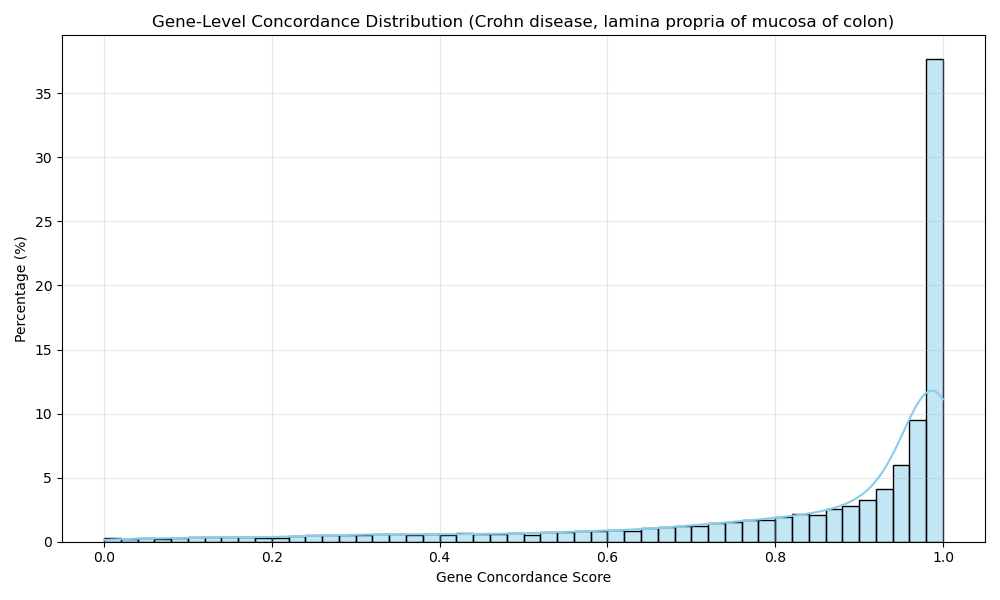 Gene-Level Concordance Distribution (Crohn disease, lamina propria of mucosa of colon)
Percentage (%)
35
30
25
20
15
10
5
0
0.0 0.2 0.4 0.6 0.8 1.0
Gene Concordance Score